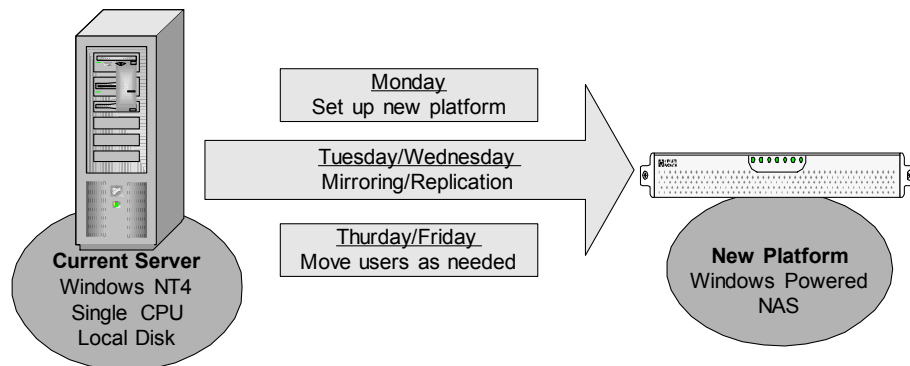 Monday
Set up new platform
Tuesday/Wednesday
Mirroring/Replication
Thurday/Friday
Move users as needed
Current Server
Windows NT4
Single CPU
Local Disk
New Platform
Windows Powered
NAS